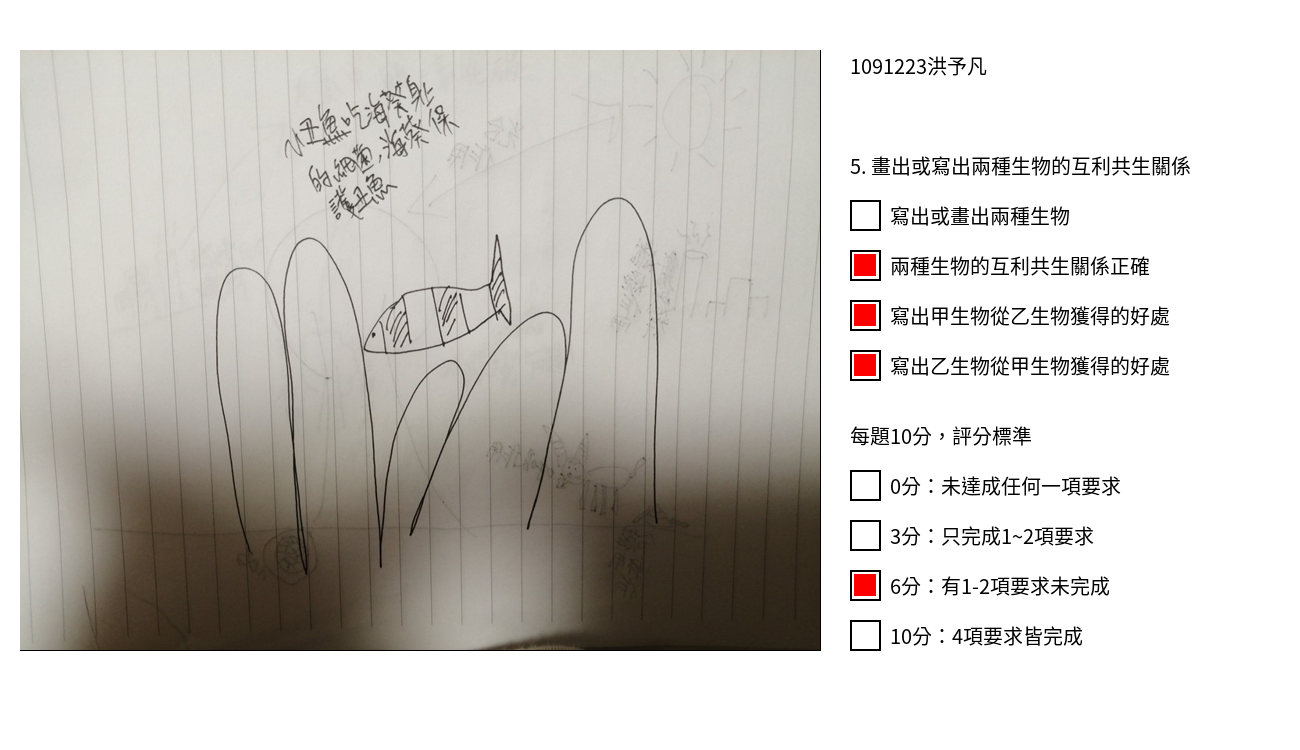 小丑魚吃海葵身上
的細菌,海葵保
護丑魚
1091223洪予凡
5. 畫出或寫出兩種生物的互利共生關係
寫出或畫出兩種生物
兩種生物的互利共生關係正確
寫出甲生物從乙生物獲得的好處
寫出乙生物從甲生物獲得的好處
每題10分，評分標準
0分：未達成任何一項要求
3分：只完成1~2項要求
6分：有1-2項要求未完成
10分：4項要求皆完成